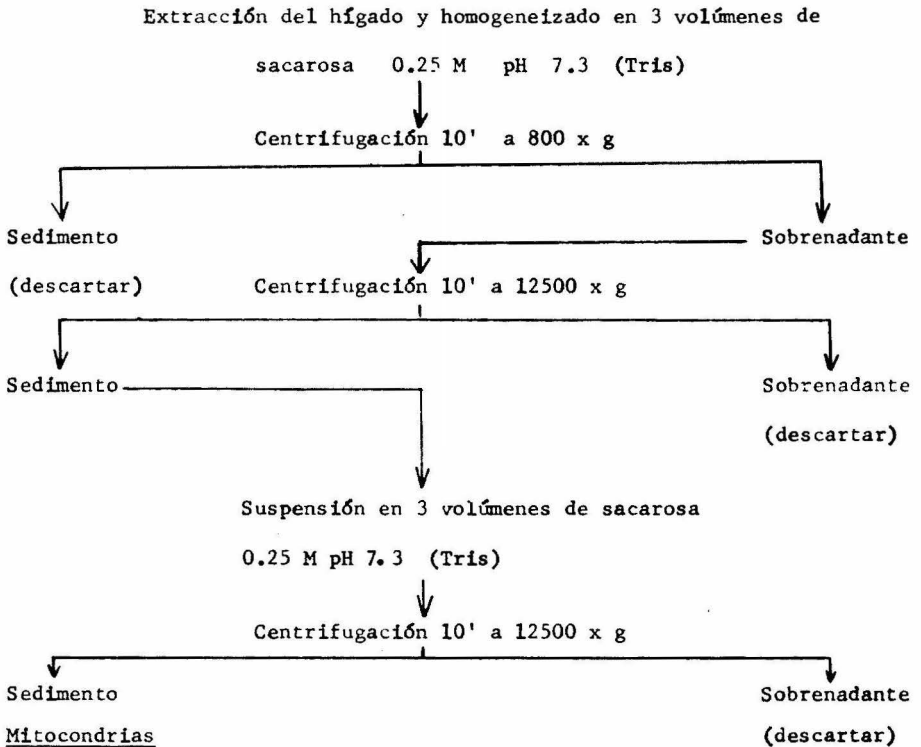 Extracción del hígado y homogeneizado en 3 volúmenes de
sacarosa 0.25 M pH 7.3 (Tris)
Centrifugación 10' a 800 x g
Sedimento
(descartar)
Sobrenadante
Centrifugación 10' a 12500 x g
Sedimento
Sobrenadante
(descartar)
Suspensión en 3 volúmenes de sacarosa
0.25 M pH 7.3 (Tris)
Centrifugación 10' a 12500 x g
Sedimento
Mitocondrias
Sobrenadante
(descartar)